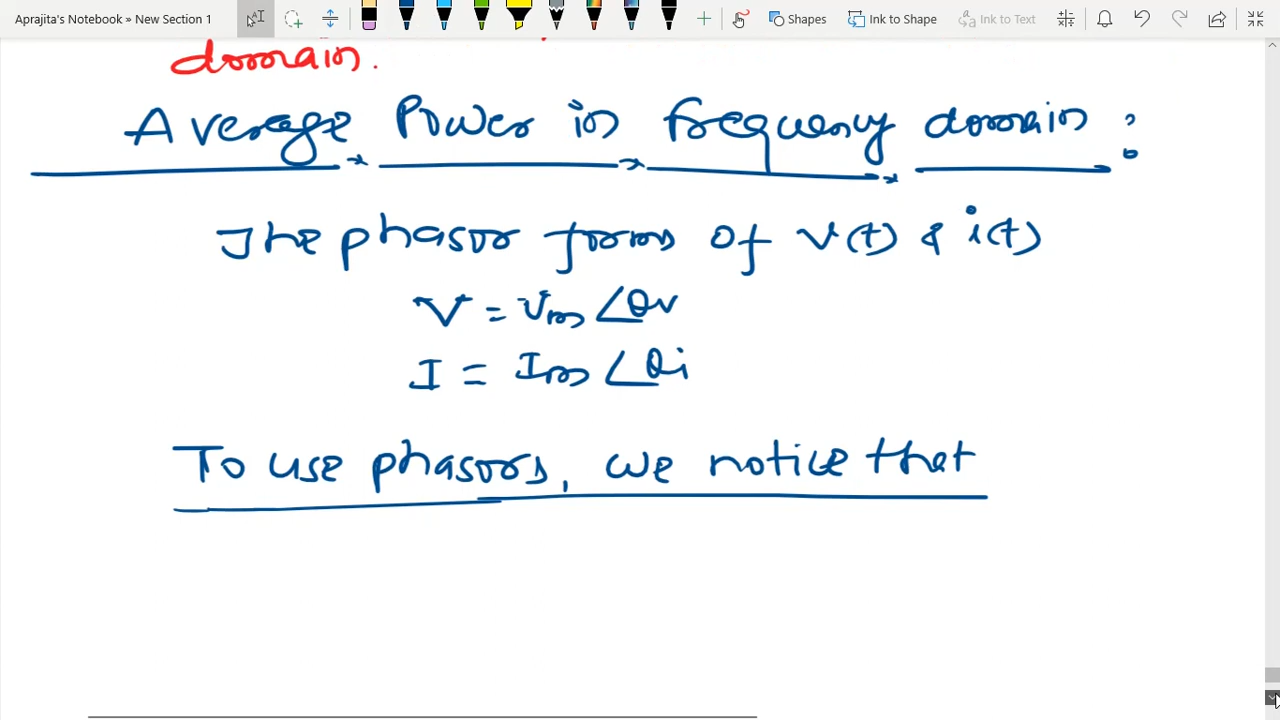 Aprajita's Notebook » New Section 1
Shapes
Ink to Shape
Ink to Text
domain.
Average Power in frequency domain :
The phasor forms of v(t) & i(t)
V = Vm ∠θv
I = Im ∠θi
To use phasors, we notice that